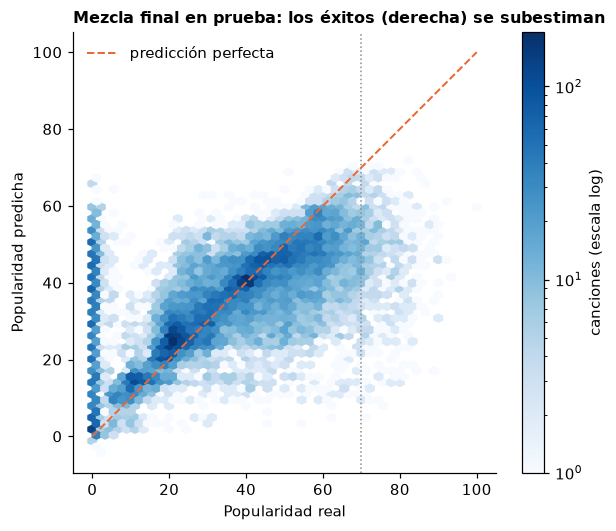 Mezcla final en prueba: los éxitos (derecha) se subestiman
predicción perfecta
Popularidad predicha
100
80
60
40
20
0
0 20 40 60 80 100
Popularidad real
10²
10¹
10⁰
canciones (escala log)